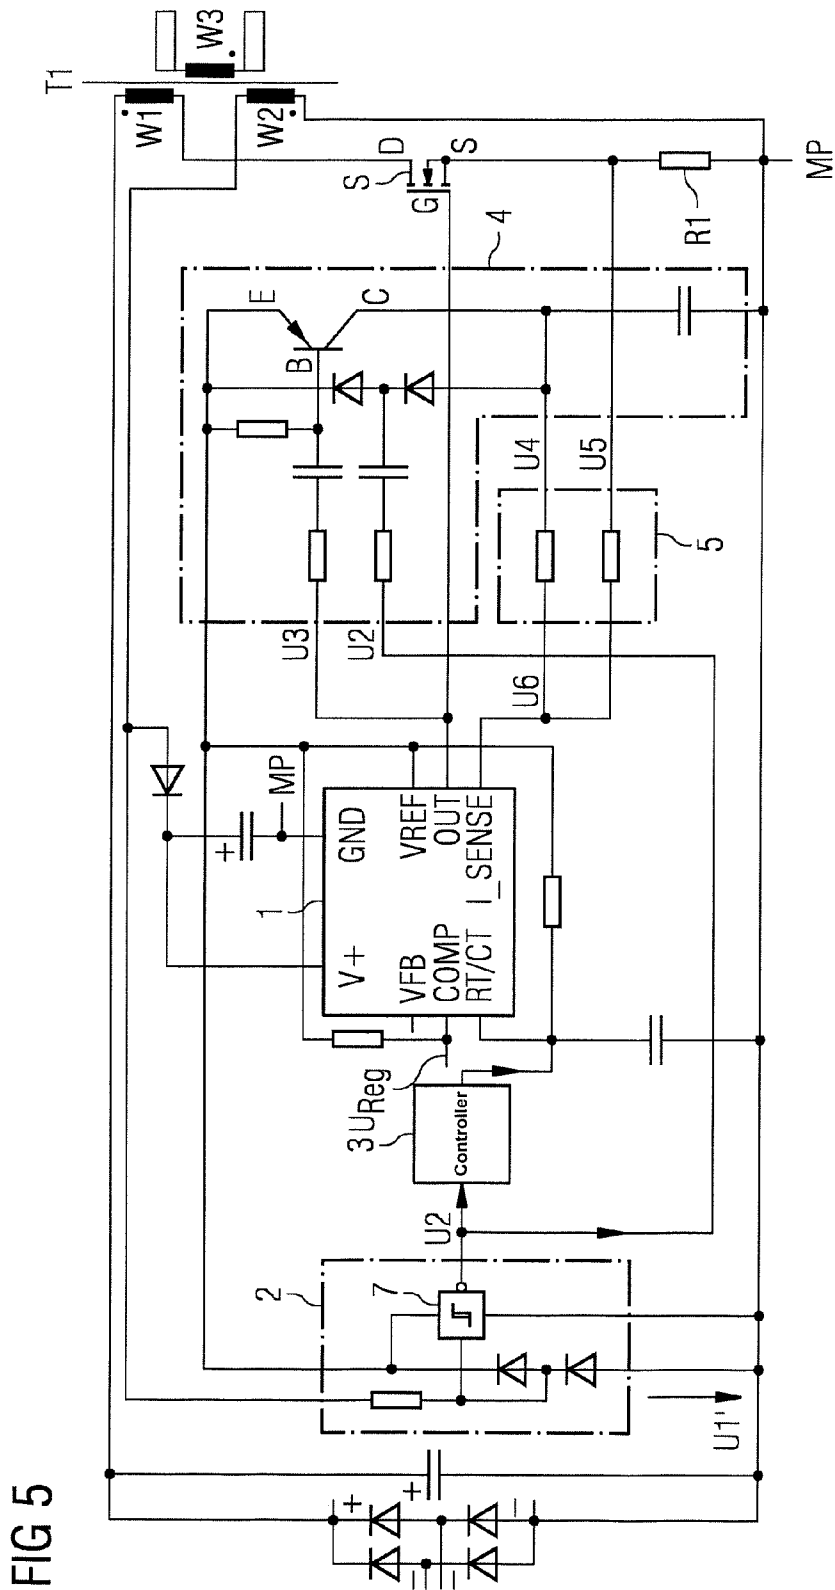 FIG 5
T1
W1
W2
W3
D
S
G
S
R1
MP
4
E
B
C
U3
U2
U4
U5
5
U6
MP
1
V+
GND
VFB
COMP
RT/CT
VREF
OUT
I_SENSE
+
3
UReg
Controller
U2
2
7
U1'
+
+
–